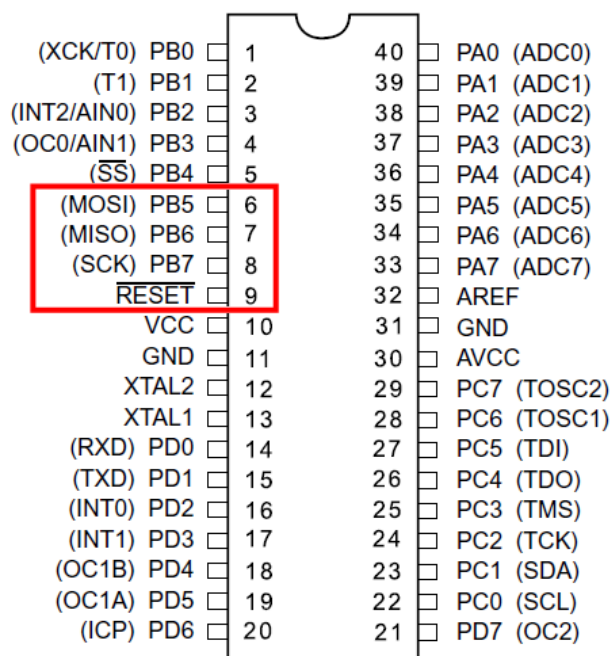 (XCK/T0) PB0 1 40 PA0 (ADC0)
(T1) PB1 2 39 PA1 (ADC1)
(INT2/AIN0) PB2 3 38 PA2 (ADC2)
(OC0/AIN1) PB3 4 37 PA3 (ADC3)
(S̅S̅) PB4 5 36 PA4 (ADC4)
(MOSI) PB5 6 35 PA5 (ADC5)
(MISO) PB6 7 34 PA6 (ADC6)
(SCK) PB7 8 33 PA7 (ADC7)
R̅E̅S̅E̅T̅ 9 32 AREF
VCC 10 31 GND
GND 11 30 AVCC
XTAL2 12 29 PC7 (TOSC2)
XTAL1 13 28 PC6 (TOSC1)
(RXD) PD0 14 27 PC5 (TDI)
(TXD) PD1 15 26 PC4 (TDO)
(INT0) PD2 16 25 PC3 (TMS)
(INT1) PD3 17 24 PC2 (TCK)
(OC1B) PD4 18 23 PC1 (SDA)
(OC1A) PD5 19 22 PC0 (SCL)
(ICP) PD6 20 21 PD7 (OC2)